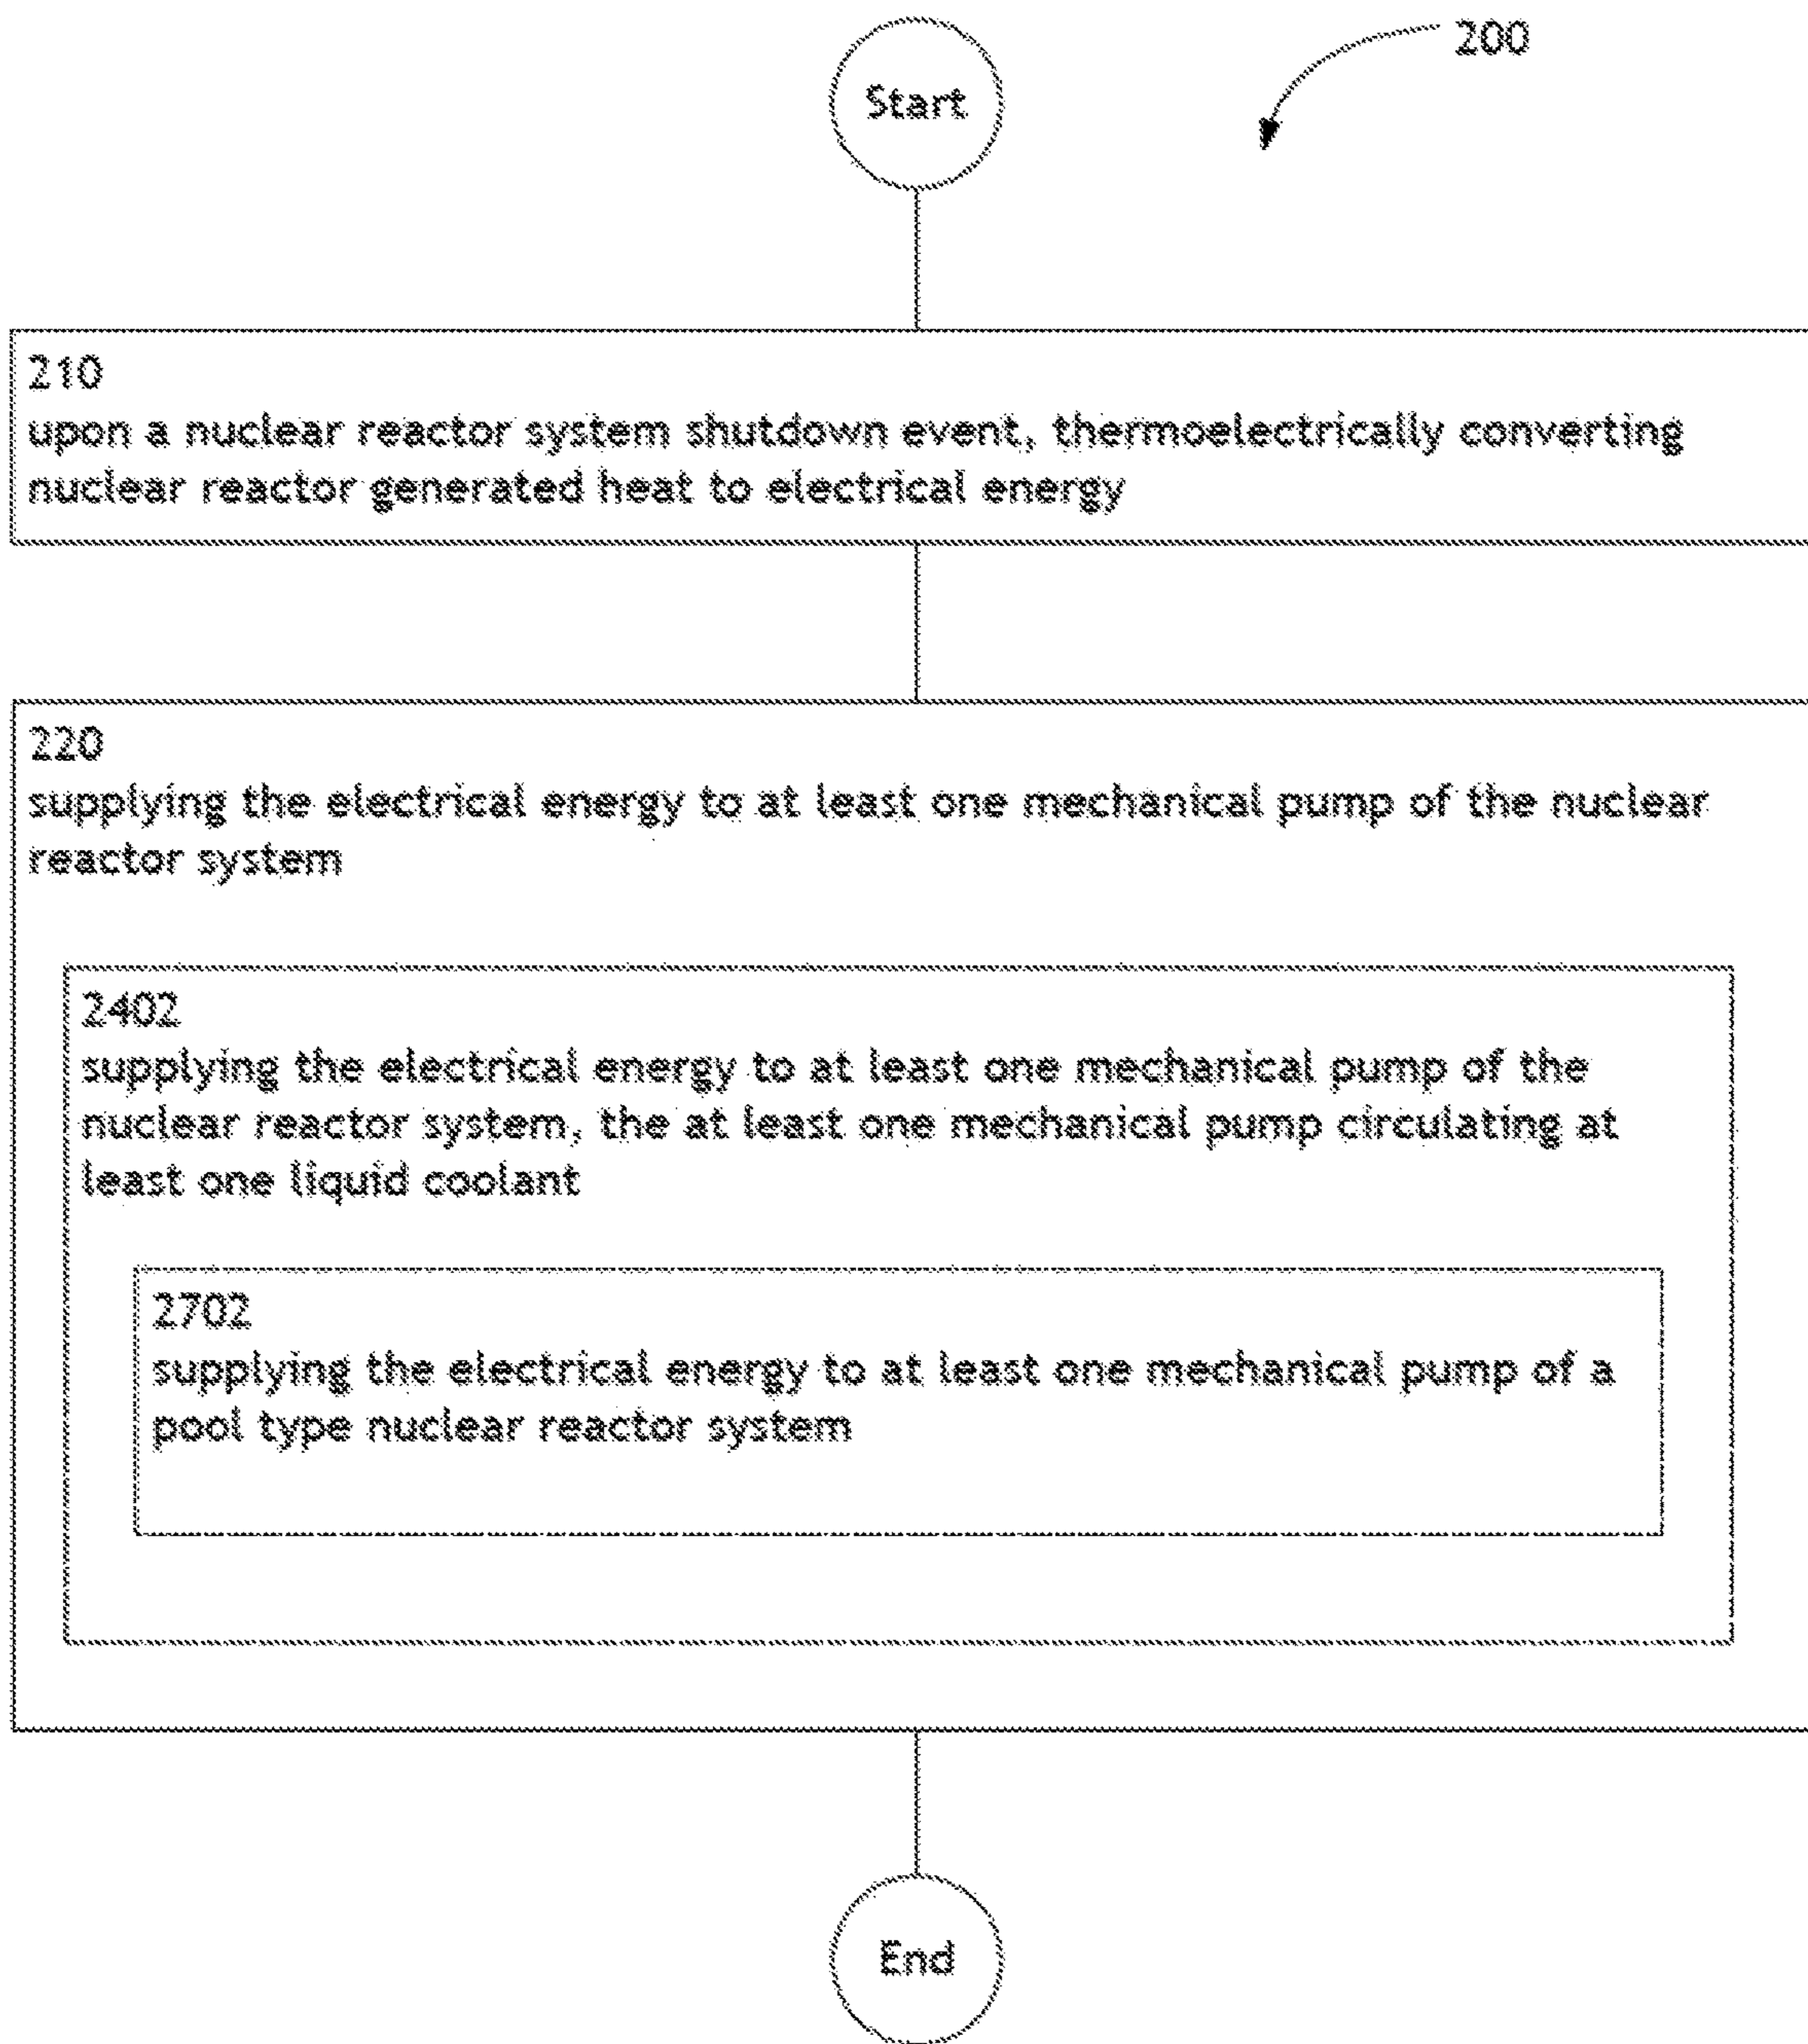 Start
200
210
upon a nuclear reactor system shutdown event, thermoelectrically converting
nuclear reactor generated heat to electrical energy
220
supplying the electrical energy to at least one mechanical pump of the nuclear
reactor system
2402
supplying the electrical energy to at least one mechanical pump of the
nuclear reactor system, the at least one mechanical pump circulating at
least one liquid coolant
2702
supplying the electrical energy to at least one mechanical pump of a
pool type nuclear reactor system
End